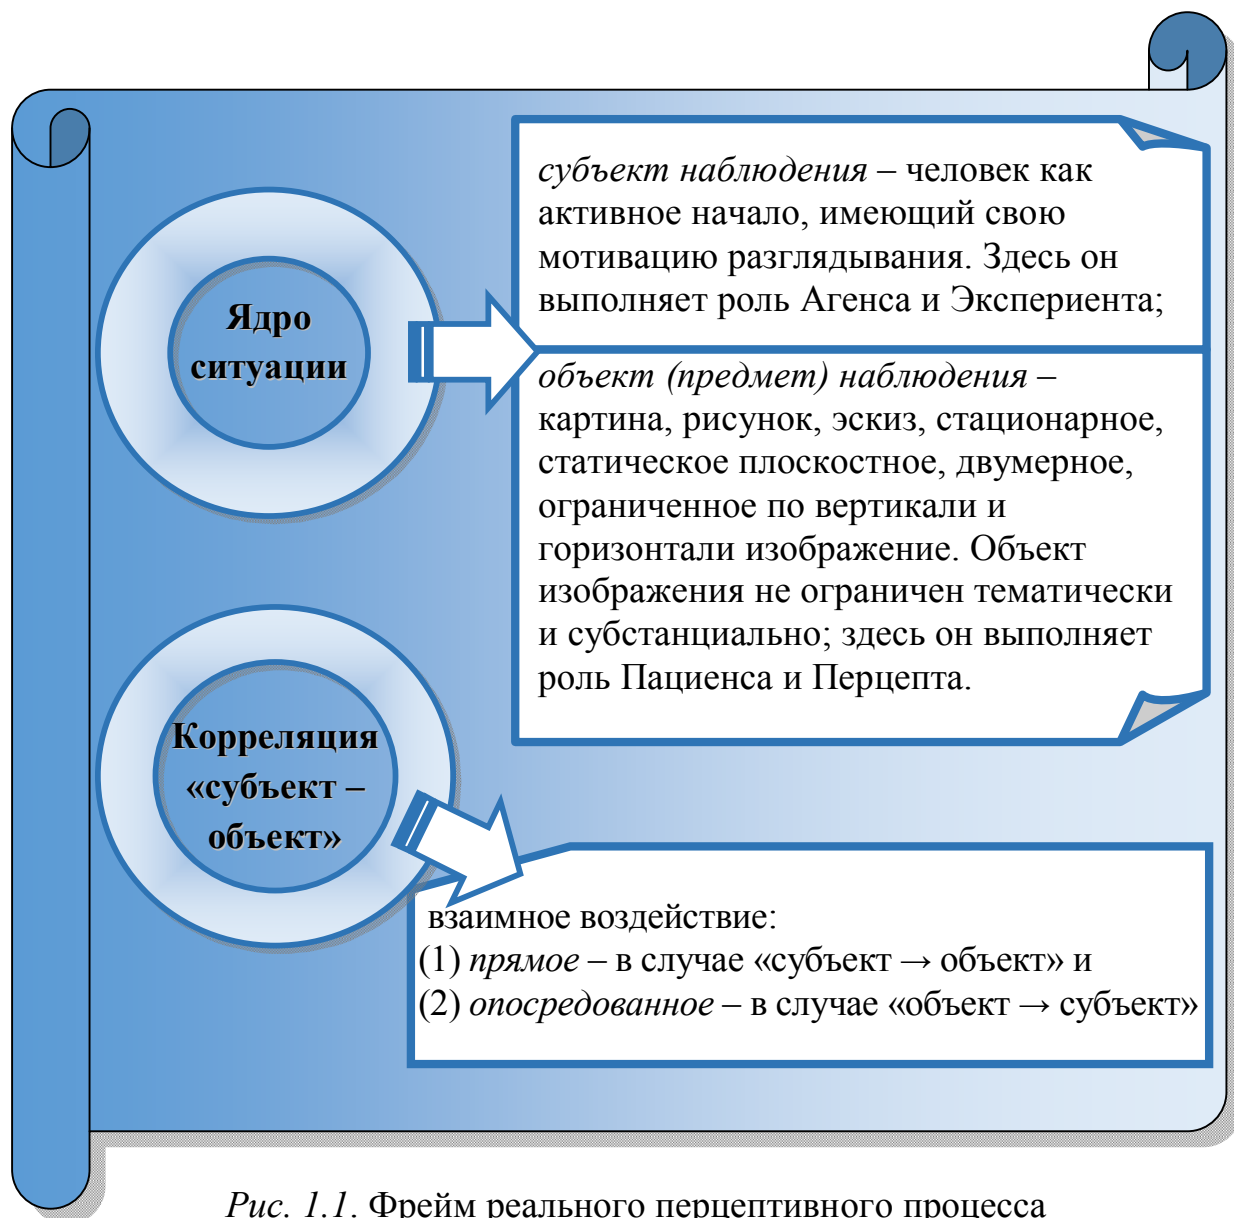 Ядро
ситуации
субъект наблюдения – человек как
активное начало, имеющий свою
мотивацию разглядывания. Здесь он
выполняет роль Агенса и Экспериента;
объект (предмет) наблюдения –
картина, рисунок, эскиз, стационарное,
статическое плоскостное, двумерное,
ограниченное по вертикали и
горизонтали изображение. Объект
изображения не ограничен тематически
и субстанциально; здесь он выполняет
роль Пациенса и Перцепта.
Корреляция
«субъект –
объект»
взаимное воздействие:
(1) прямое – в случае «субъект → объект» и
(2) опосредованное – в случае «объект → субъект»
Рис. 1.1. Фрейм реального перцептивного процесса